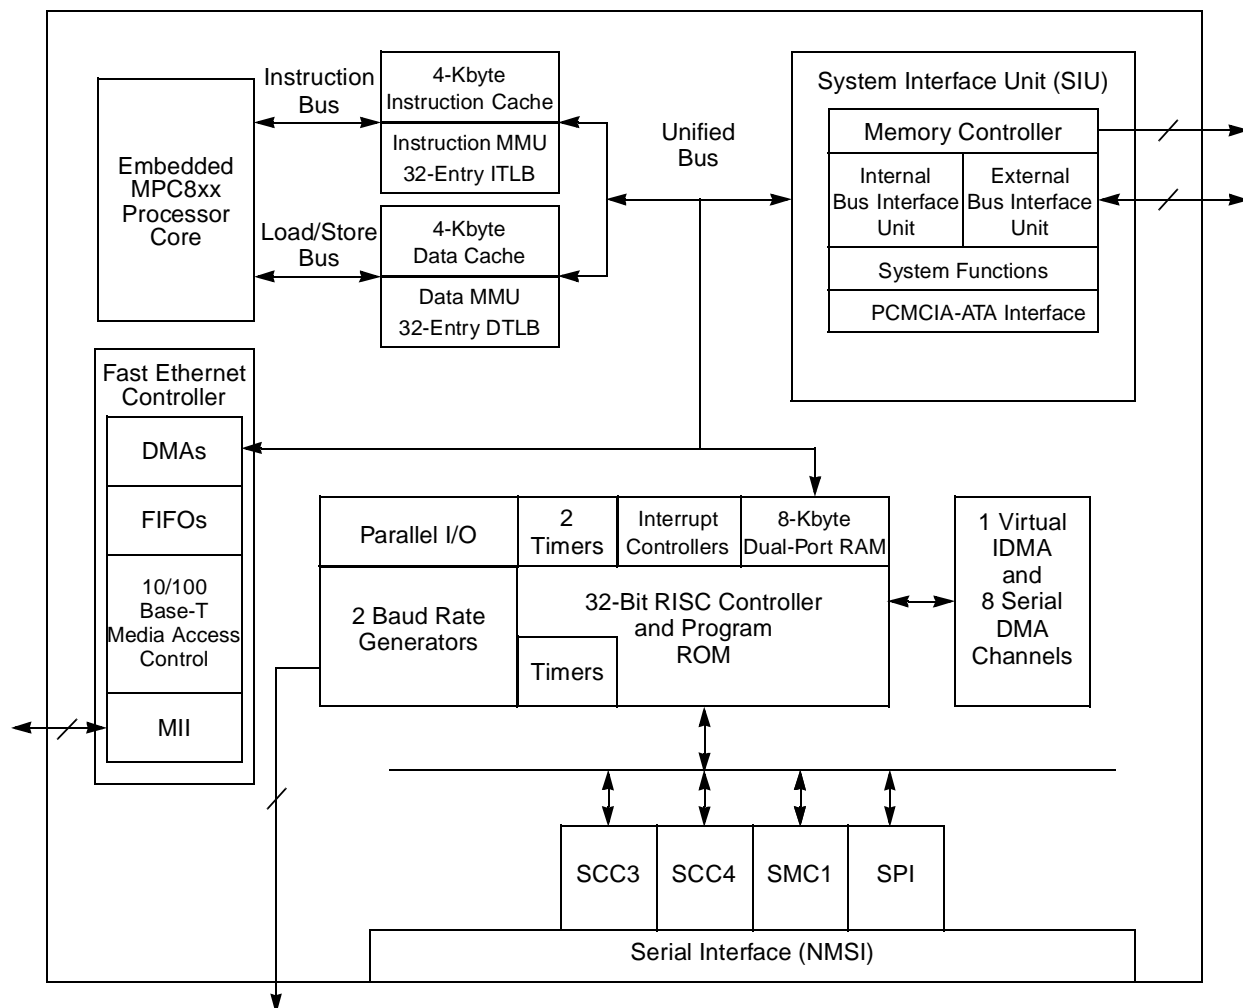 Embedded
MPC8xx
Processor
Core
Instruction
Bus
Load/Store
Bus
4-Kbyte
Instruction Cache
Instruction MMU
32-Entry ITLB
4-Kbyte
Data Cache
Data MMU
32-Entry DTLB
Unified
Bus
System Interface Unit (SIU)
Memory Controller
Internal
Bus Interface
Unit
External
Bus Interface
Unit
System Functions
PCMCIA-ATA Interface
Fast Ethernet
Controller
DMAs
FIFOs
10/100
Base-T
Media Access
Control
MII
Parallel I/O
2
Timers
Interrupt
Controllers
8-Kbyte
Dual-Port RAM
2 Baud Rate
Generators
32-Bit RISC Controller
and Program
ROM
Timers
1 Virtual
IDMA
and
8 Serial
DMA
Channels
SCC3
SCC4
SMC1
SPI
Serial Interface (NMSI)